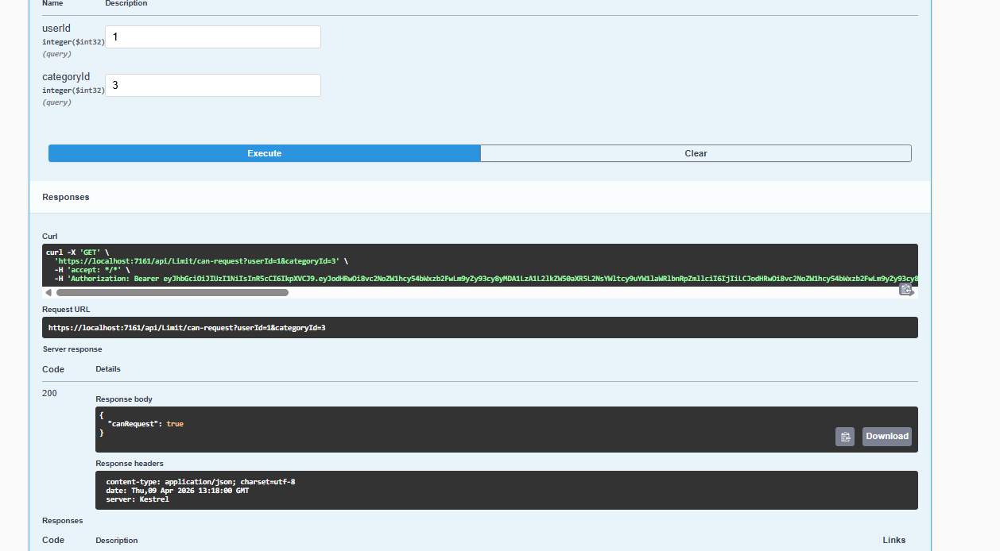 Name Description
userId
integer($int32)
(query)
1
categoryId
integer($int32)
(query)
3
Execute Clear
Responses
Curl
curl -X 'GET' \
'https://localhost:7161/api/Limit/can-request?userId=1&categoryId=3' \
-H 'accept: */*' \
-H 'Authorization: Bearer
Request URL
https://localhost:7161/api/Limit/can-request?userId=1&categoryId=3
Server response
Code Details
200
Response body
{
"canRequest": true
}
Download
Response headers
content-type: application/json; charset=utf-8
date: Thu,09 Apr 2026 13:18:00 GMT
server: Kestrel
Responses
Code Description Links